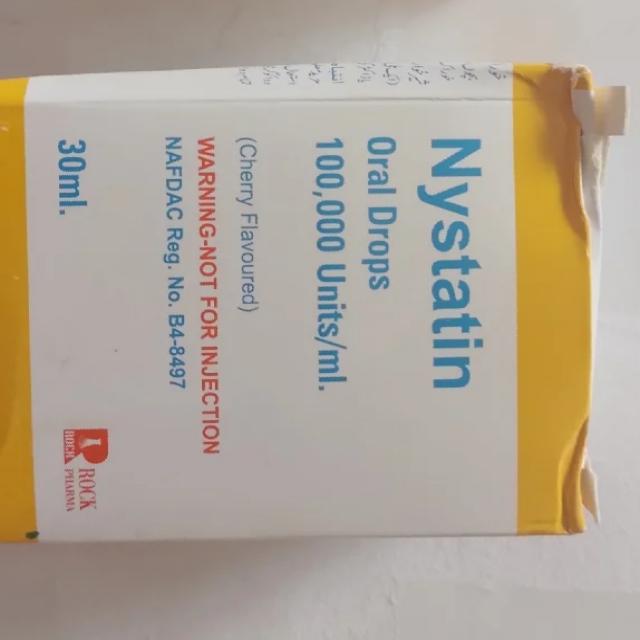 Nystatin
Oral Drops
100,000 Units/ml.
(Cherry Flavoured)
WARNING-NOT FOR INJECTION
NAFDAC Reg. No. B4-8497
30ml.
ROCK
ROCK
PHARMA